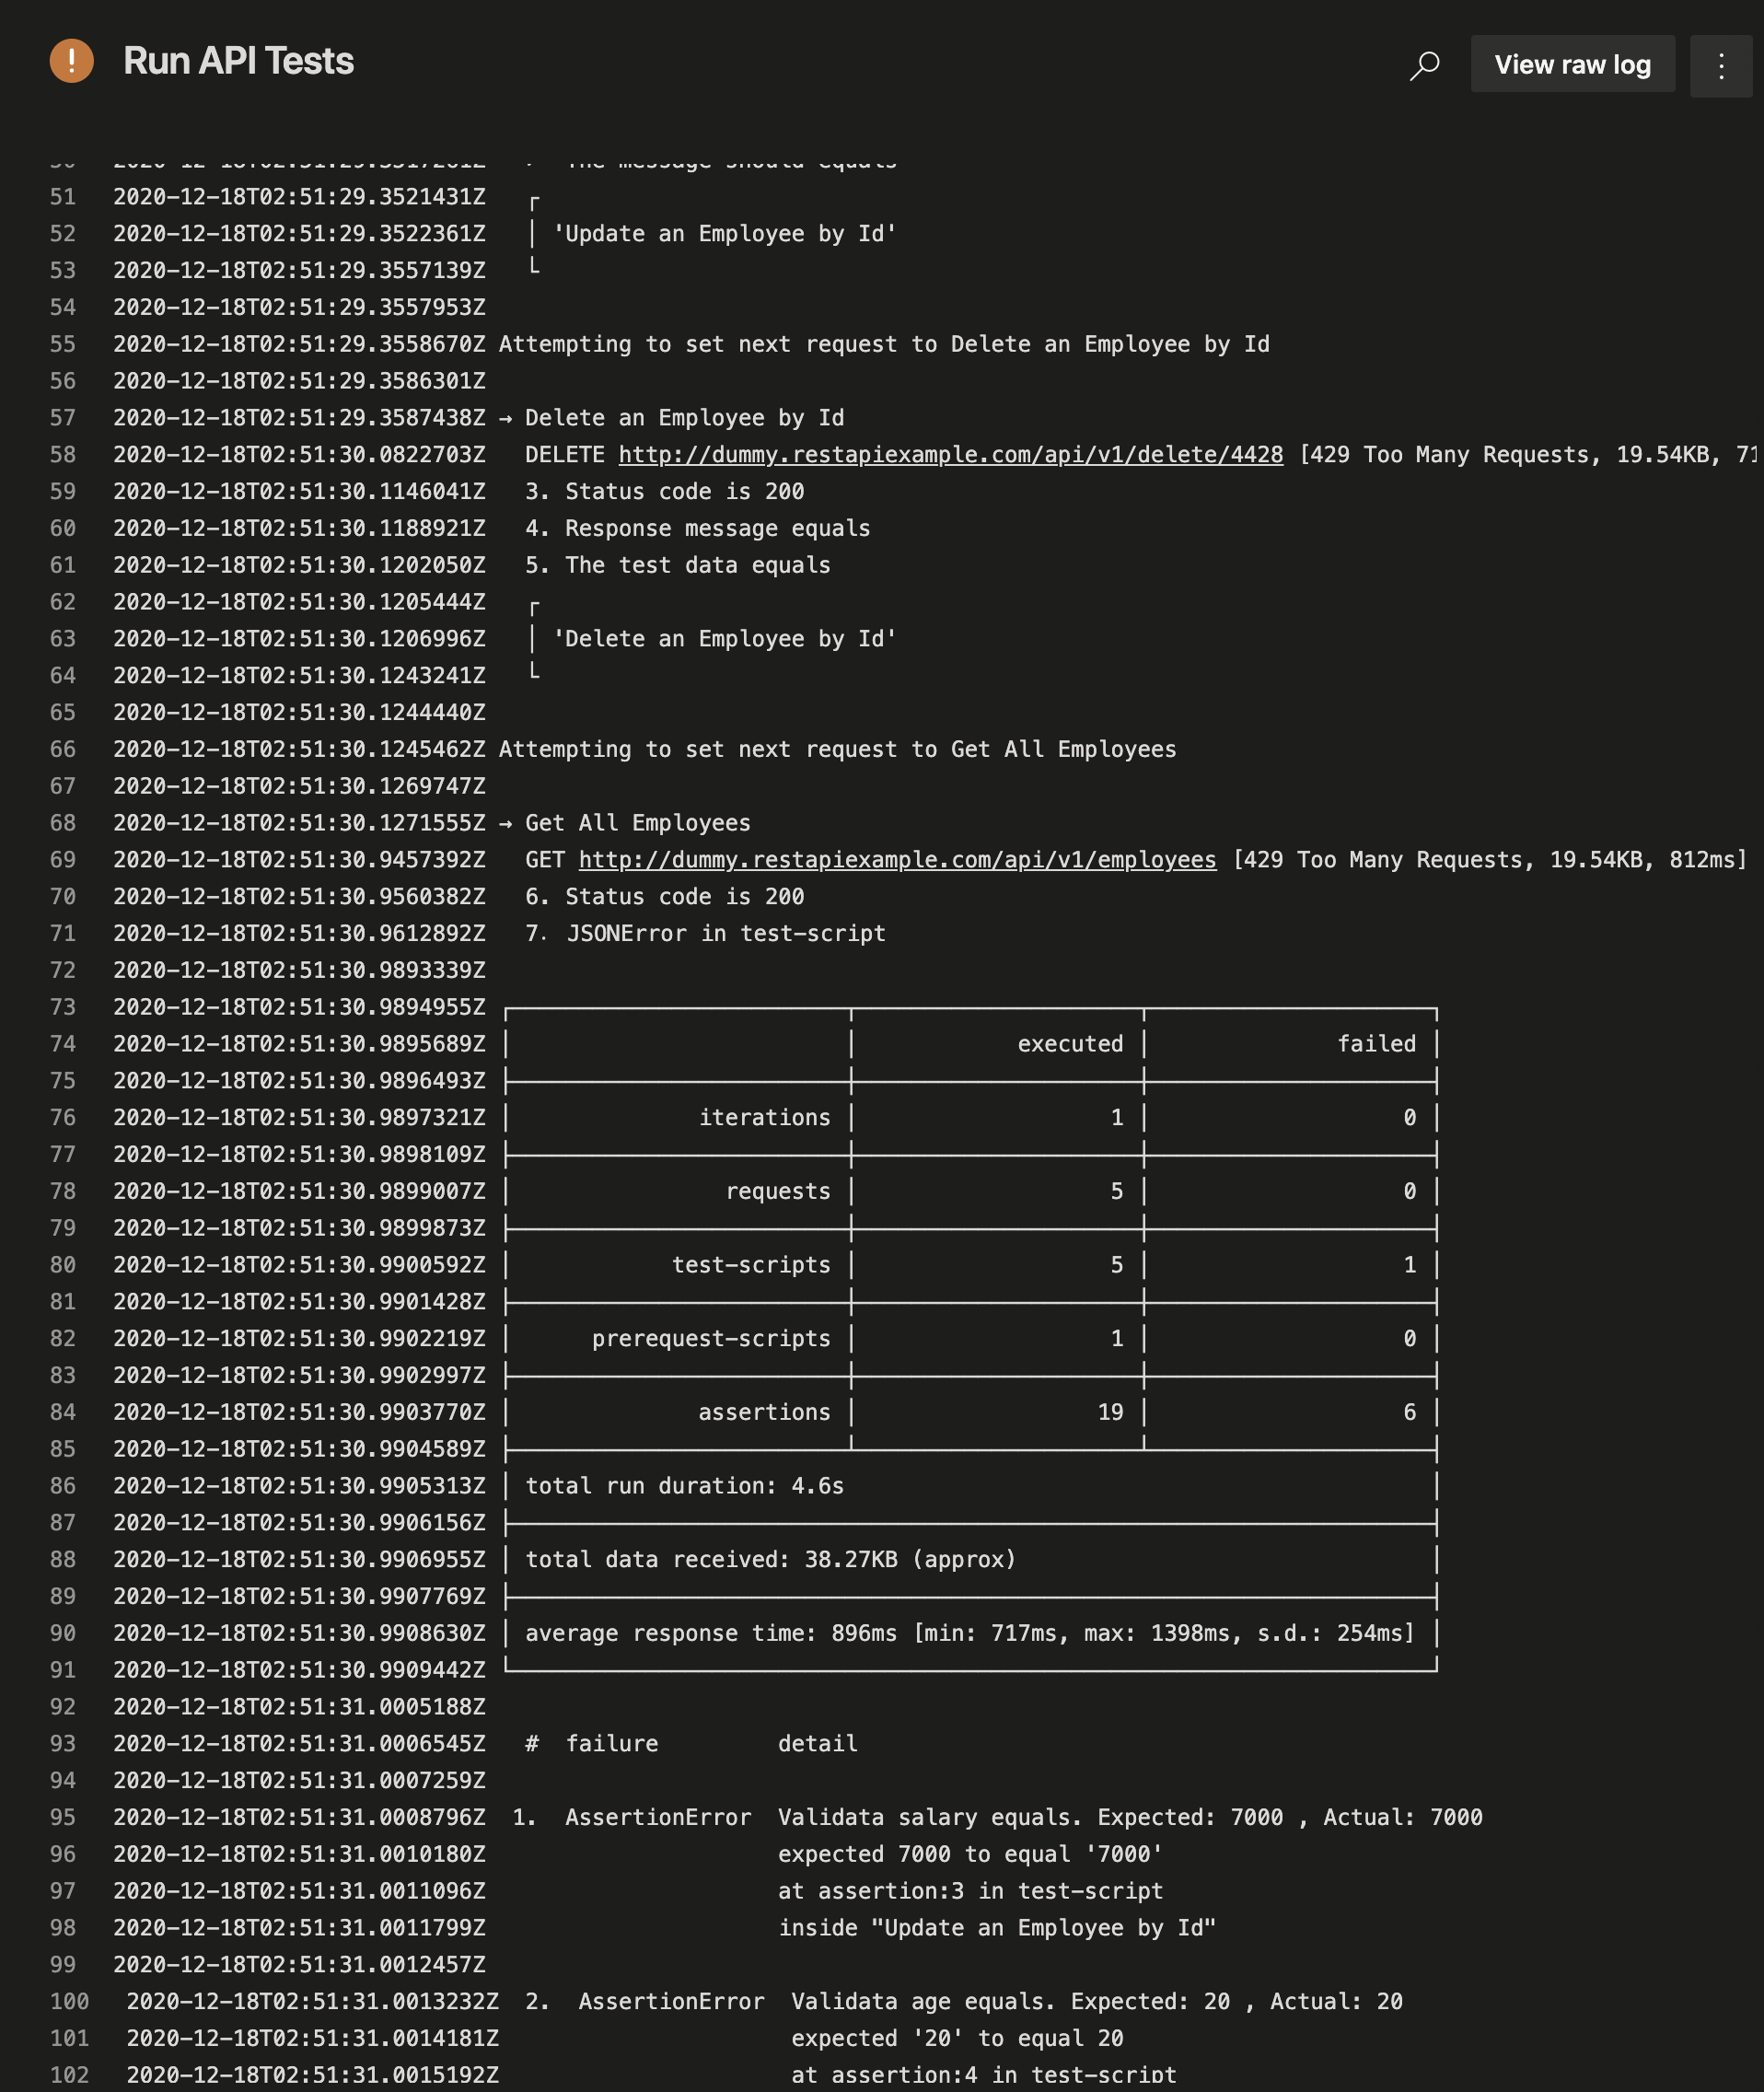 Run API Tests
View raw log
The message should equals
51 2020-12-18T02:51:29.3521431Z ┌
52 2020-12-18T02:51:29.3522361Z │ 'Update an Employee by Id'
53 2020-12-18T02:51:29.3557139Z └
54 2020-12-18T02:51:29.3557953Z
55 2020-12-18T02:51:29.3558670Z Attempting to set next request to Delete an Employee by Id
56 2020-12-18T02:51:29.3586301Z
57 2020-12-18T02:51:29.3587438Z → Delete an Employee by Id
58 2020-12-18T02:51:30.0822703Z DELETE http://dummy.restapiexample.com/api/v1/delete/4428 [429 Too Many Requests, 19.54KB, 71
59 2020-12-18T02:51:30.1146041Z 3. Status code is 200
60 2020-12-18T02:51:30.1188921Z 4. Response message equals
61 2020-12-18T02:51:30.1202050Z 5. The test data equals
62 2020-12-18T02:51:30.1205444Z ┌
63 2020-12-18T02:51:30.1206996Z │ 'Delete an Employee by Id'
64 2020-12-18T02:51:30.1243241Z └
65 2020-12-18T02:51:30.1244440Z
66 2020-12-18T02:51:30.1245462Z Attempting to set next request to Get All Employees
67 2020-12-18T02:51:30.1269747Z
68 2020-12-18T02:51:30.1271555Z → Get All Employees
69 2020-12-18T02:51:30.9457392Z GET http://dummy.restapiexample.com/api/v1/employees [429 Too Many Requests, 19.54KB, 812ms]
70 2020-12-18T02:51:30.9560382Z 6. Status code is 200
71 2020-12-18T02:51:30.9612892Z 7. JSONError in test-script
72 2020-12-18T02:51:30.9893339Z
73 2020-12-18T02:51:30.9894955Z
74 2020-12-18T02:51:30.9895689Z │ │ executed │ failed │
75 2020-12-18T02:51:30.9896493Z
76 2020-12-18T02:51:30.9897321Z │ iterations │ 1 │ 0 │
77 2020-12-18T02:51:30.9898109Z
78 2020-12-18T02:51:30.9899007Z │ requests │ 5 │ 0 │
79 2020-12-18T02:51:30.9899873Z
80 2020-12-18T02:51:30.9900592Z │ test-scripts │ 5 │ 1 │
81 2020-12-18T02:51:30.9901428Z
82 2020-12-18T02:51:30.9902219Z │ prerequest-scripts │ 1 │ 0 │
83 2020-12-18T02:51:30.9902997Z
84 2020-12-18T02:51:30.9903770Z │ assertions │ 19 │ 6 │
85 2020-12-18T02:51:30.9904589Z
86 2020-12-18T02:51:30.9905313Z │ total run duration: 4.6s │
87 2020-12-18T02:51:30.9906156Z
88 2020-12-18T02:51:30.9906955Z │ total data received: 38.27KB (approx) │
89 2020-12-18T02:51:30.9907769Z
90 2020-12-18T02:51:30.9908630Z │ average response time: 896ms [min: 717ms, max: 1398ms, s.d.: 254ms] │
91 2020-12-18T02:51:30.9909442Z
92 2020-12-18T02:51:31.0005188Z
93 2020-12-18T02:51:31.0006545Z # failure detail
94 2020-12-18T02:51:31.0007259Z
95 2020-12-18T02:51:31.0008796Z 1. AssertionError Validata salary equals. Expected: 7000 , Actual: 7000
96 2020-12-18T02:51:31.0010180Z expected 7000 to equal '7000'
97 2020-12-18T02:51:31.0011096Z at assertion:3 in test-script
98 2020-12-18T02:51:31.0011799Z inside "Update an Employee by Id"
99 2020-12-18T02:51:31.0012457Z
100 2020-12-18T02:51:31.0013232Z 2. AssertionError Validata age equals. Expected: 20 , Actual: 20
101 2020-12-18T02:51:31.0014181Z expected '20' to equal 20
102 2020-12-18T02:51:31.0015192Z at assertion:4 in test-script